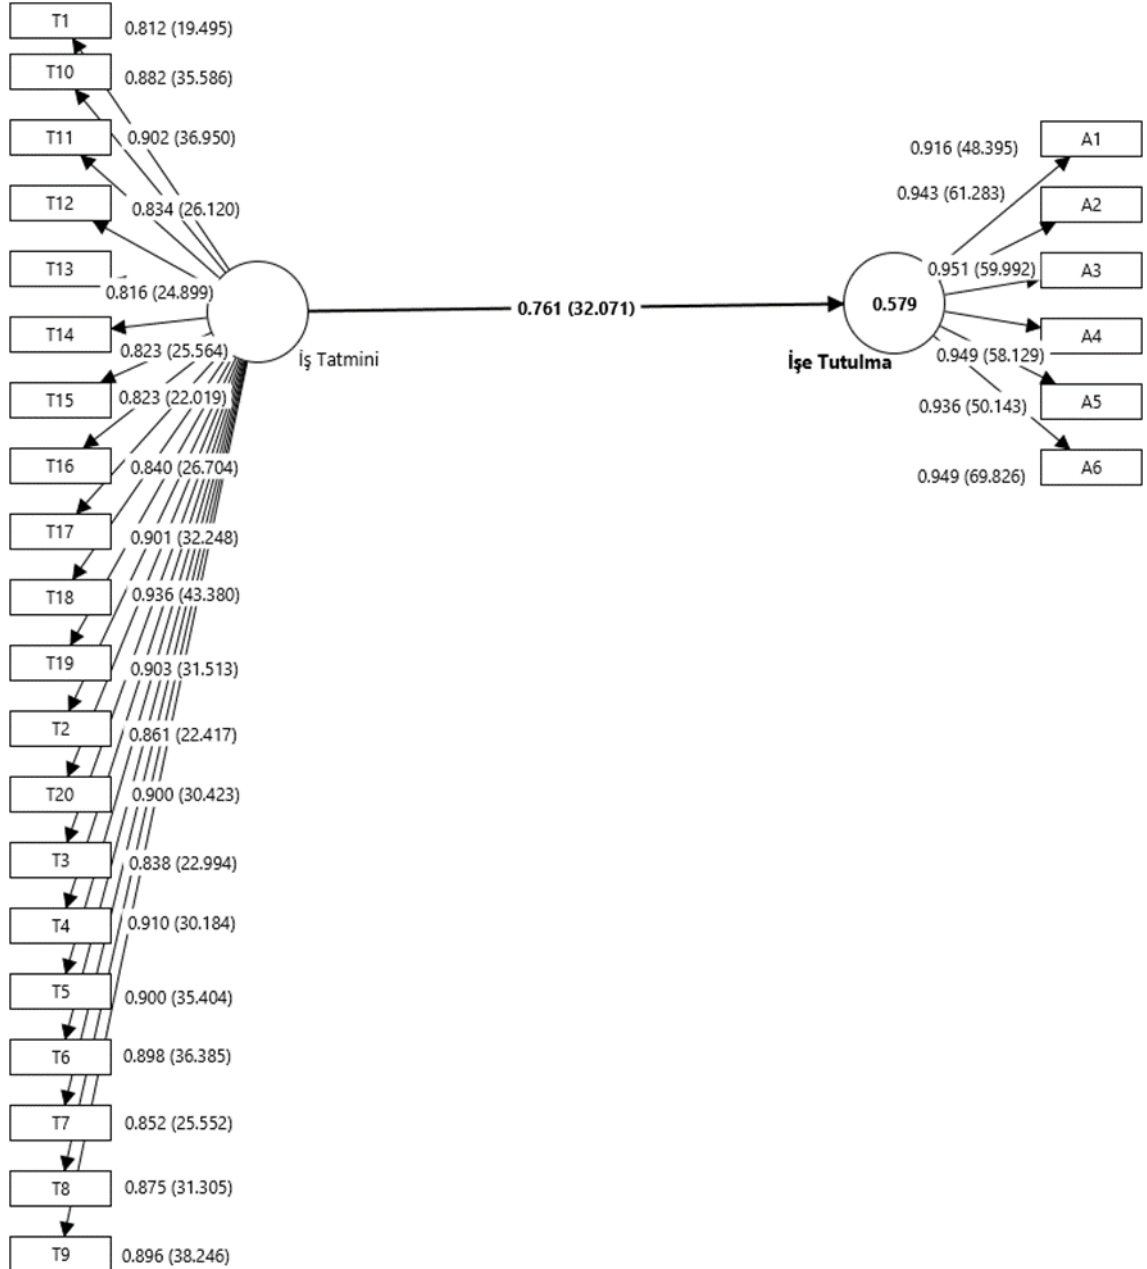 T1 0.812 (19.495)
T10 0.882 (35.586)
T11 0.902 (36.950)
T12 0.834 (26.120)
T13 0.816 (24.899)
T14 0.823 (25.564)
T15 0.823 (22.019)
T16 0.840 (26.704)
T17 0.901 (32.248)
T18 0.936 (43.380)
T19 0.903 (31.513)
T2 0.861 (22.417)
T20 0.900 (30.423)
T3 0.838 (22.994)
T4 0.910 (30.184)
T5 0.900 (35.404)
T6 0.898 (36.385)
T7 0.852 (25.552)
T8 0.875 (31.305)
T9 0.896 (38.246)
İş Tatmini
0.761 (32.071)
0.579
İşe Tutulma
0.916 (48.395) A1
0.943 (61.283) A2
0.951 (59.992) A3
A4
0.949 (58.129)
0.936 (50.143) A5
0.949 (69.826) A6